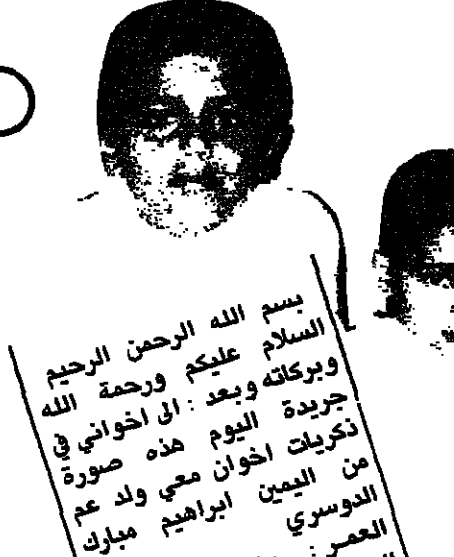 بسم الله الرحمن الرحيم
السلام عليكم ورحمة الله
وبركاته وبعد : الى اخواني في
جريدة اليوم هذه صورة
ذكريات اخوان معي ولد عم
من اليمين ابراهيم مبارك
الدوسري
العمر :